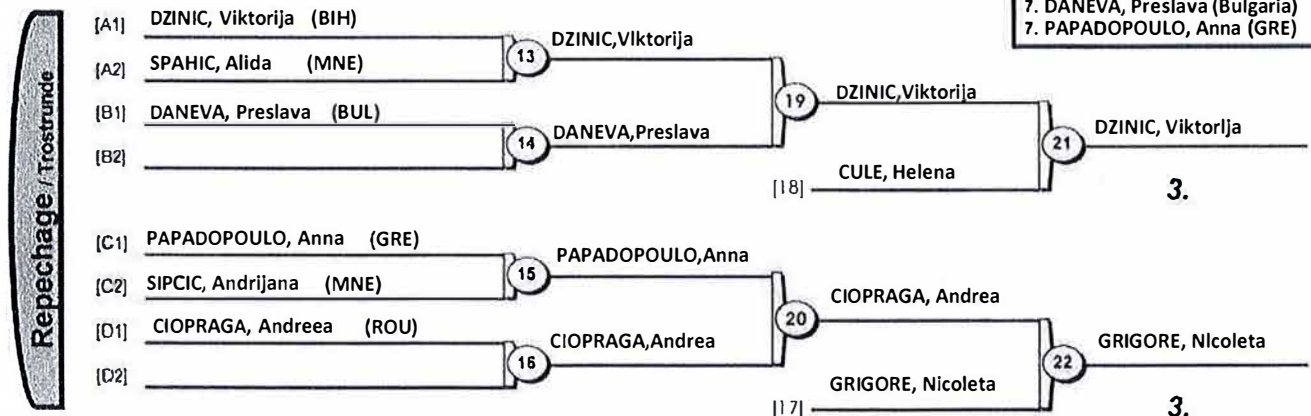 7. DANEVA, Preslava (Bulgaria)
7. PAPADOPOULO, Anna (GRE)
Repechage / Trostrunde
[A1] DZINIC, Viktorija (BIH)
13 DZINIC,VIktorija
[A2] SPAHIC, Alida (MNE)
19 DZINIC,Viktorija
[B1] DANEVA, Preslava (BUL)
14 DANEVA,Preslava
21 DZINIC, Viktorlja
[B2]
[18] CULE, Helena
3.
[C1] PAPADOPOULO, Anna (GRE)
15 PAPADOPOULO,Anna
[C2] SIPCIC, Andrijana (MNE)
20 CIOPRAGA, Andrea
[D1] CIOPRAGA, Andreea (ROU)
16 CIOPRAGA,Andrea
22 GRIGORE, NIcoleta
[D2]
[17] GRIGORE, Nicoleta
3.